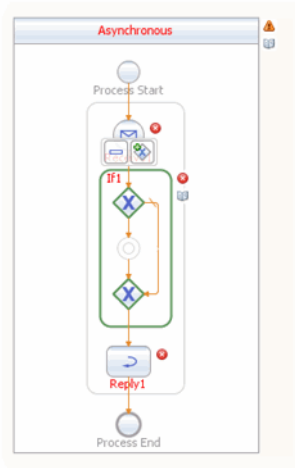 Asynchronous
Process Start
If1
Reply1
Process End